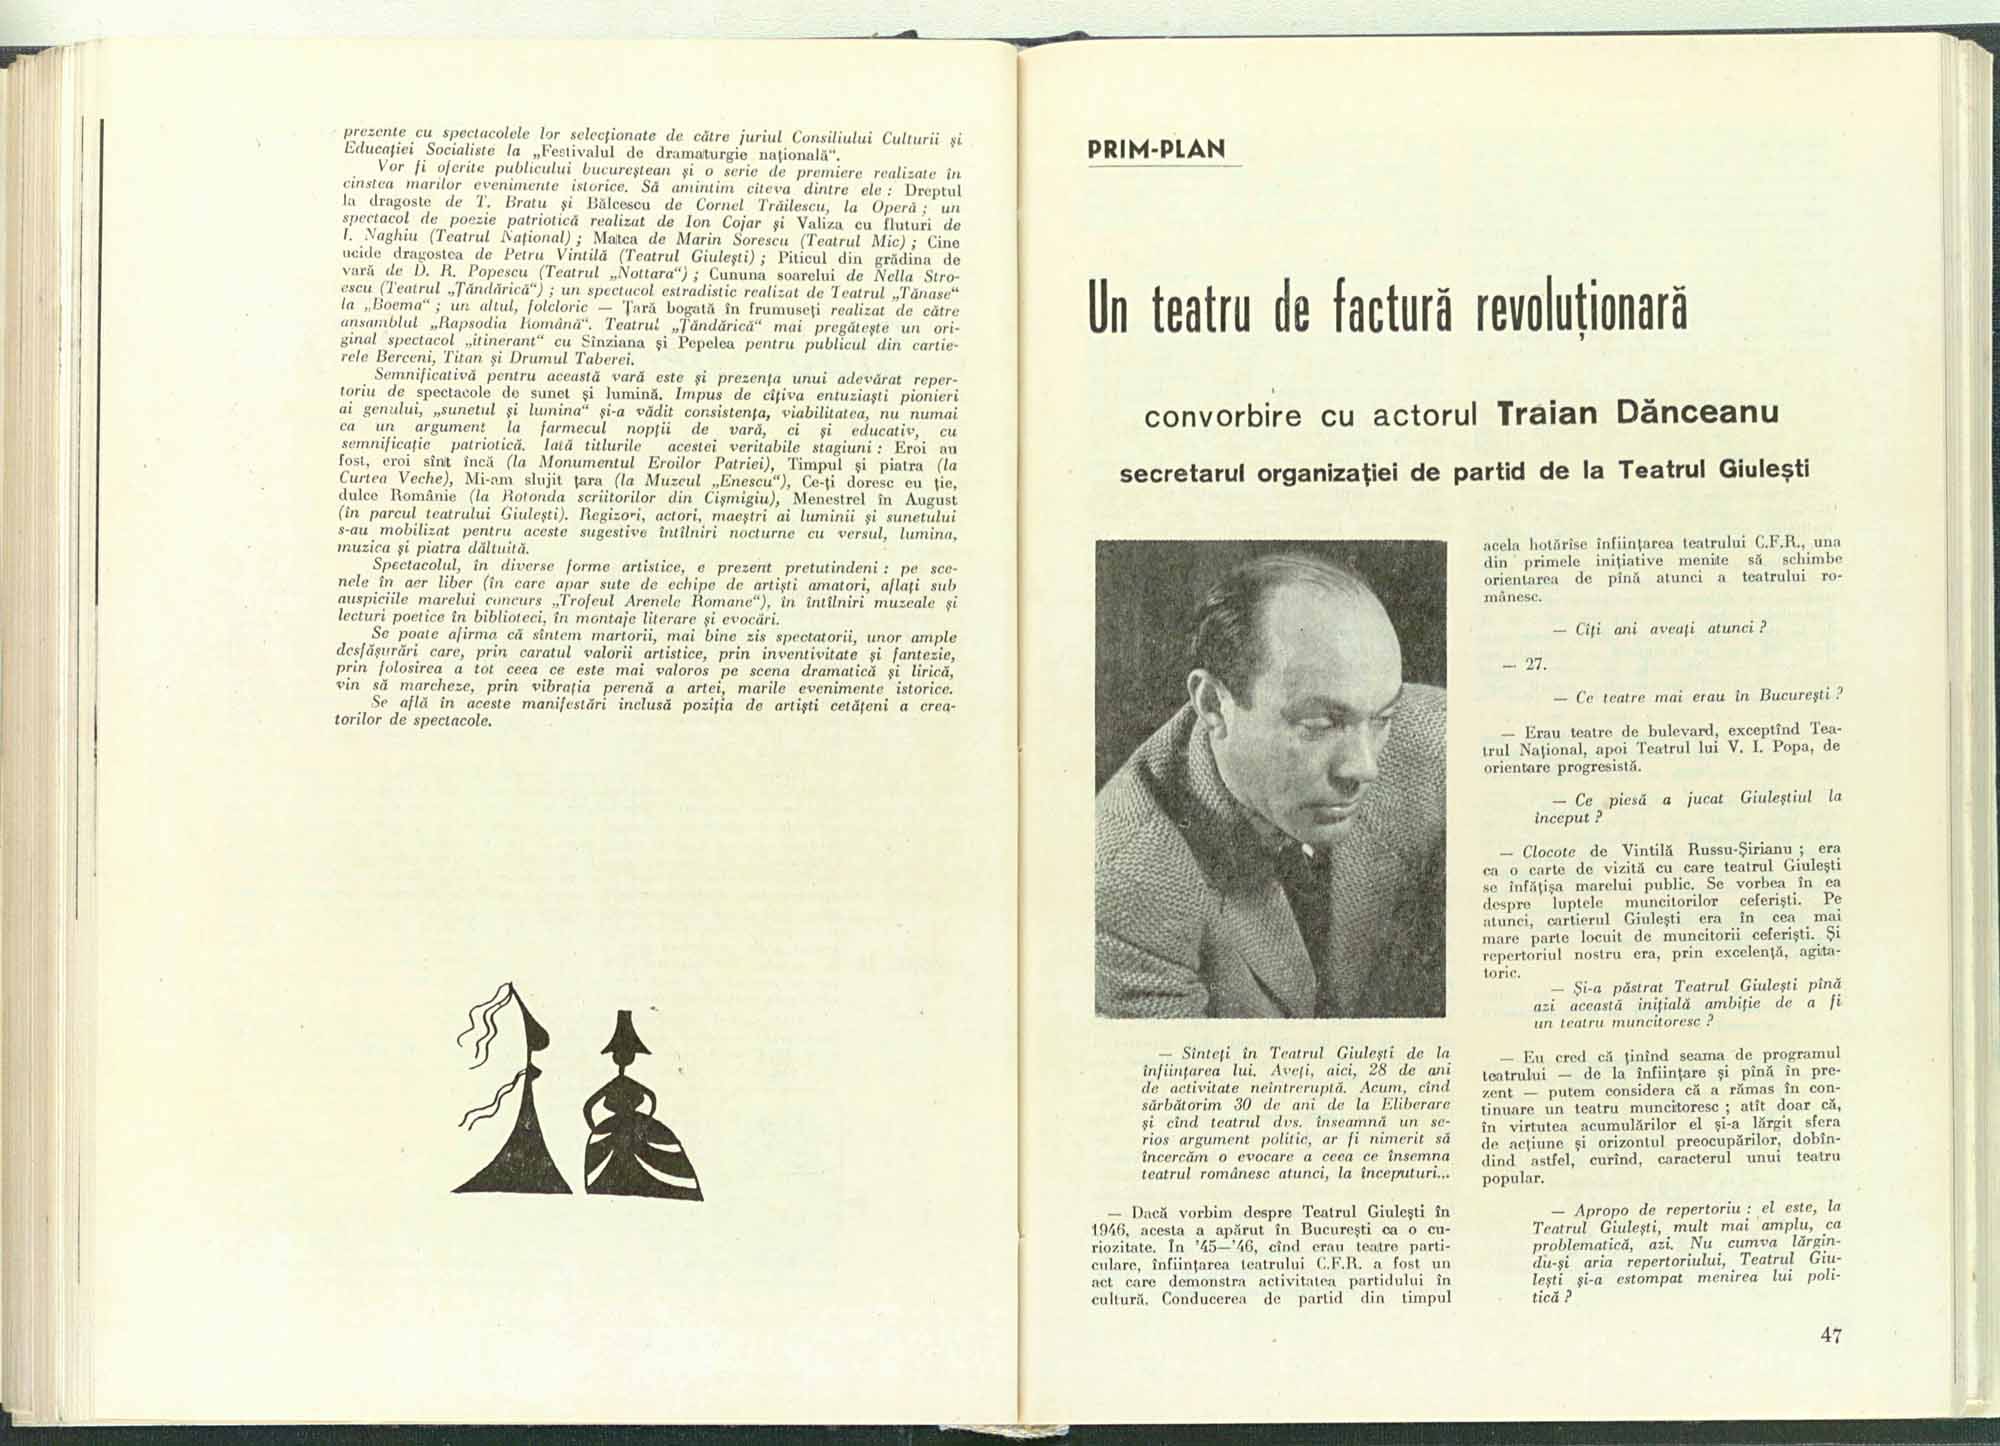 prezente cu spectacolele lor selecționate de către juriul Consiliului Culturii și
Educației Socialiste la „Festivalul de dramaturgie națională".
Vor fi oferite publicului bucureștean și o serie de premiere realizate în
cinstea marilor evenimente istorice. Să amintim cîteva dintre ele : Dreptul
la dragoste de T. Bratu și Bălcescu de Cornel Trăilescu, la Operă ; un
spectacol de poezie patriotică realizat de Ion Cojar și Valiza cu fluturi de
I. Naghiu (Teatrul Național) ; Matca de Marin Sorescu (Teatrul Mic) ; Cine
ucide dragostea de Petru Vintilă (Teatrul Giulești) ; Piticul din grădina de
vară de D. R. Popescu (Teatrul „Nottara") ; Cununa soarelui de Nella Stro-
escu (Teatrul „Țăndărică") ; un spectacol estradistic realizat de Teatrul „Tănase"
la „Boema" ; un altul, folcloric — Țară bogată în frumuseți realizat de către
ansamblul „Rapsodia Română". Teatrul „Țăndărică" mai pregătește un ori-
ginal spectacol „itinerant" cu Sînziana și Pepelea pentru publicul din cartie-
rele Berceni, Titan și Drumul Taberei.
Semnificativă pentru această vară este și prezența unui adevărat reper-
toriu de spectacole de sunet și lumină. Impus de cîțiva entuziaști pionieri
ai genului, „sunetul și lumina" și-a vădit consistența, viabilitatea, nu numai
ca un argument la farmecul nopții de vară, ci și educativ, cu
semnificație patriotică. Iată titlurile acestei veritabile stagiuni : Eroi au
fost, eroi sînt încă (la Monumentul Eroilor Patriei), Timpul și piatra (la
Curtea Veche), Mi-am slujit țara (la Muzeul „Enescu"), Ce-ți doresc eu ție,
dulce Românie (la Rotonda scriitorilor din Cișmigiu), Menestrel în August
(în parcul teatrului Giulești). Regizori, actori, maeștri ai luminii și sunetului
s-au mobilizat pentru aceste sugestive întîlniri nocturne cu versul, lumina,
muzica și piatra dăltuită.
Spectacolul, în diverse forme artistice, e prezent pretutindeni : pe sce-
nele în aer liber (în care apar sute de echipe de artiști amatori, aflați sub
auspiciile marelui concurs „Trofeul Arenele Romane"), în întîlniri muzeale și
lecturi poetice în biblioteci, în montaje literare și evocări.
Se poate afirma că sîntem martorii, mai bine zis spectatorii, unor ample
desfășurări care, prin caratul valorii artistice, prin inventivitate și fantezie,
prin folosirea a tot ceea ce este mai valoros pe scena dramatică și lirică,
vin să marcheze, prin vibrația perenă a artei, marile evenimente istorice.
Se află în aceste manifestări inclusă poziția de artiști cetățeni a crea-
torilor de spectacole.
PRIM-PLAN
Un teatru de factură revoluționară
convorbire cu actorul Traian Dănceanu
secretarul organizației de partid de la Teatrul Giulești
— Sînteți în Teatrul Giulești de la
înființarea lui. Aveți, aici, 28 de ani
de activitate neîntreruptă. Acum, cînd
sărbătorim 30 de ani de la Eliberare
și cînd teatrul dvs. înseamnă un se-
rios argument politic, ar fi nimerit să
încercăm o evocare a ceea ce însemna
teatrul românesc atunci, la începuturi...
— Dacă vorbim despre Teatrul Giulești în
1946, acesta a apărut în București ca o cu-
riozitate. În '45—'46, cînd erau teatre parti-
culare, înființarea teatrului C.F.R. a fost un
act care demonstra activitatea partidului în
cultură. Conducerea de partid din timpul
acela hotărîse înființarea teatrului C.F.R., una
din primele inițiative menite să schimbe
orientarea de pînă atunci a teatrului ro-
mânesc.
— Cîți ani aveați atunci ?
— 27.
— Ce teatre mai erau în București ?
— Erau teatre de bulevard, exceptînd Tea-
trul Național, apoi Teatrul lui V. I. Popa, de
orientare progresistă.
— Ce piesă a jucat Giuleștiul la
început ?
— Clocote de Vintilă Russu-Șirianu ; era
ca o carte de vizită cu care teatrul Giulești
se înfățișa marelui public. Se vorbea în ea
despre luptele muncitorilor ceferiști. Pe
atunci, cartierul Giulești era în cea mai
mare parte locuit de muncitorii ceferiști. Și
repertoriul nostru era, prin excelență, agita-
toric.
— Și-a păstrat Teatrul Giulești pînă
azi această inițială ambiție de a fi
un teatru muncitoresc ?
— Eu cred că ținînd seama de programul
teatrului — de la înființare și pînă în pre-
zent — putem considera că a rămas în con-
tinuare un teatru muncitoresc ; atît doar că,
în virtutea acumulărilor el și-a lărgit sfera
de acțiune și orizontul preocupărilor, dobîn-
dind astfel, curînd, caracterul unui teatru
popular.
— Apropo de repertoriu : el este, la
Teatrul Giulești, mult mai amplu, ca
problematică, azi. Nu cumva lărgin-
du-și aria repertoriului, Teatrul Giu-
lești și-a estompat menirea lui poli-
tică ?
47